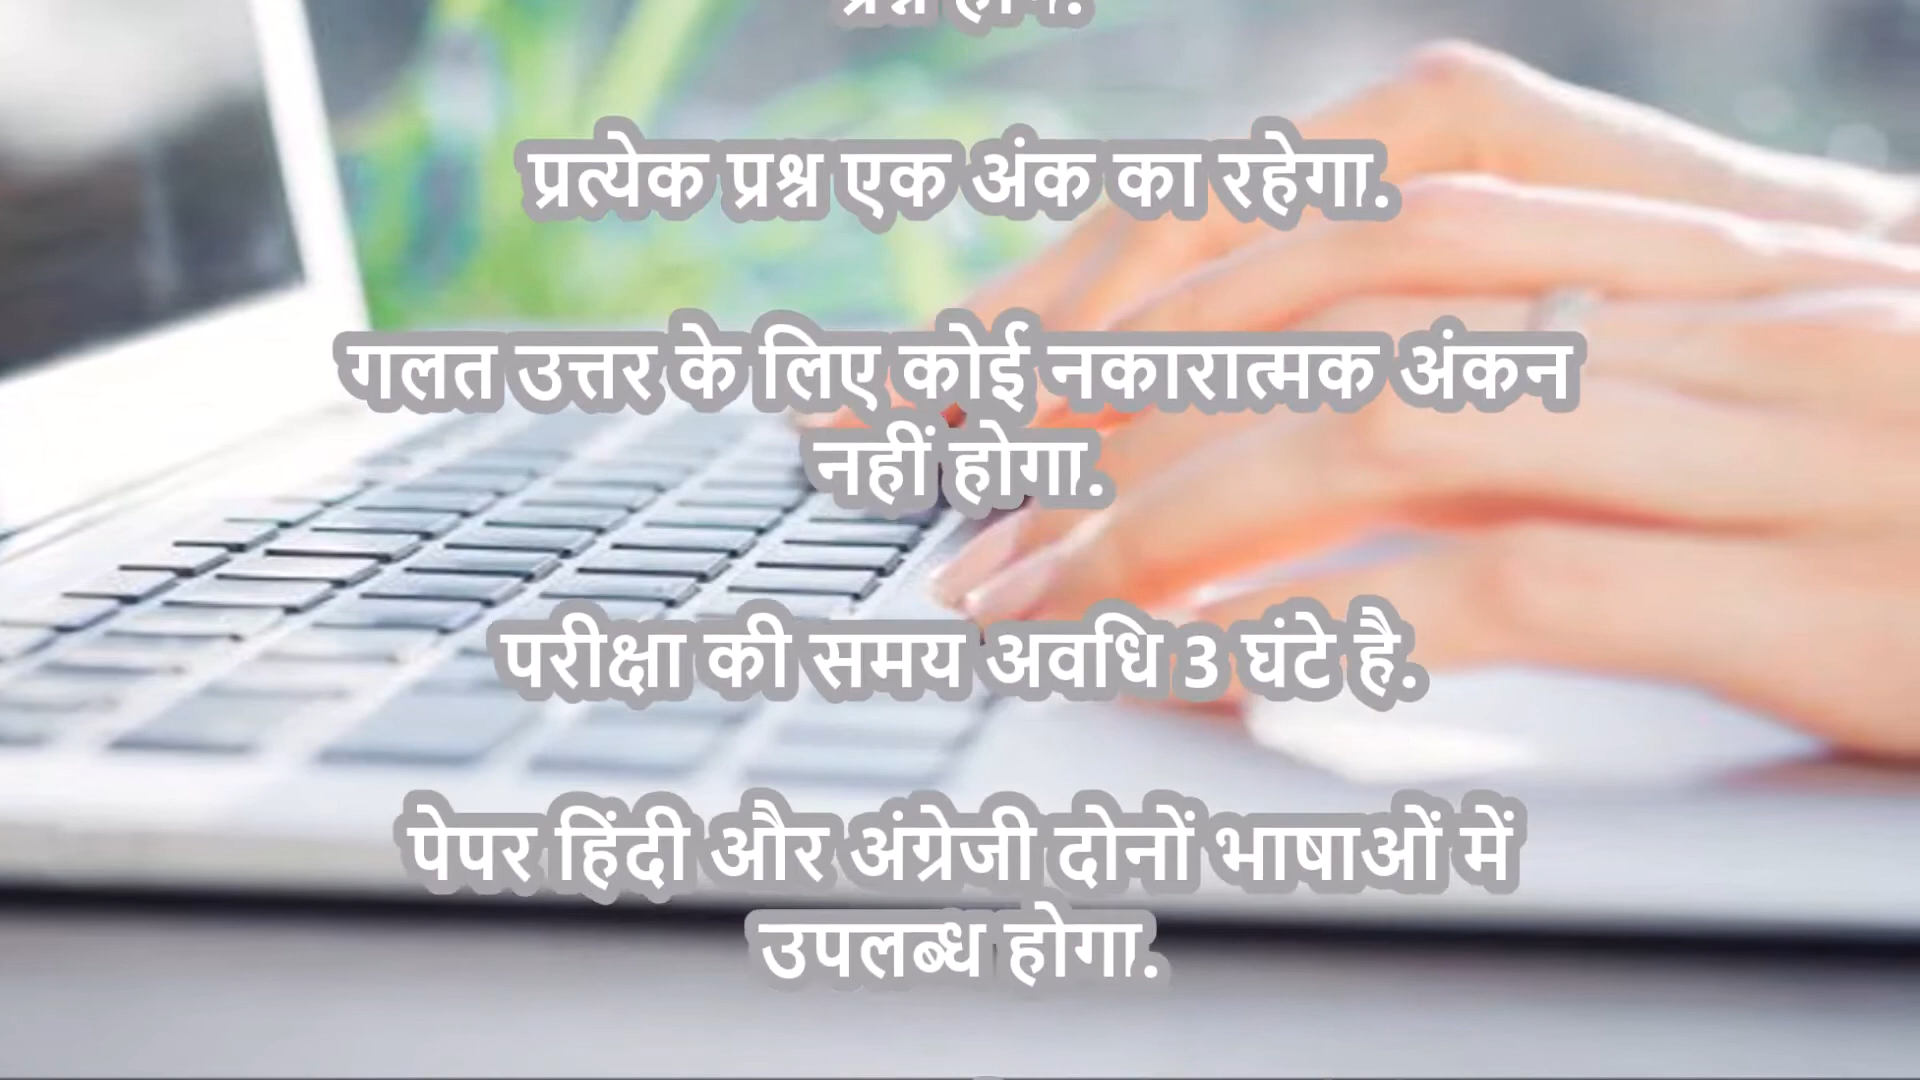 प्रत्येक प्रश्न एक अंक का रहेगा.
गलत उत्तर के लिए कोई नकारात्मक अंकन
नहीं होगा.
परीक्षा की समय अवधि 3 घंटे है.
पेपर हिंदी और अंग्रेजी दोनों भाषाओं में
उपलब्ध होगा.